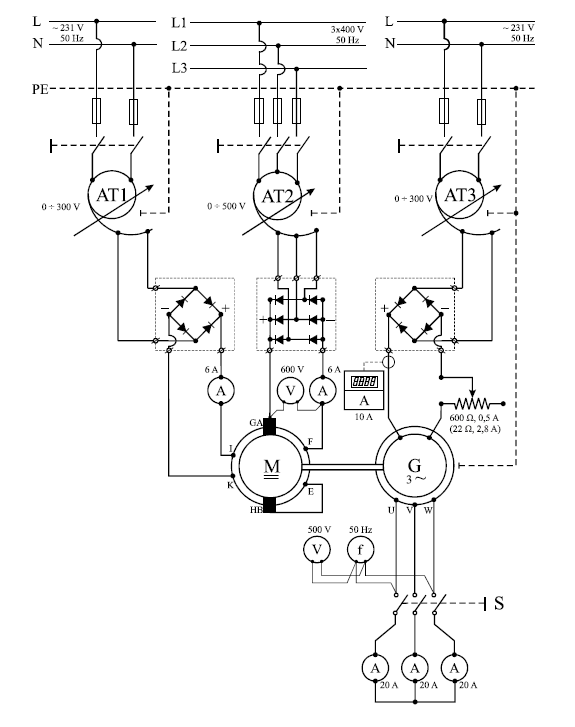 L
~ 231 V
50 Hz
N
L1
3x400 V
L2
50 Hz
L3
L
~ 231 V
50 Hz
N
PE
AT1
0 ÷ 300 V
AT2
0 ÷ 500 V
AT3
0 ÷ 300 V
-
+
+
-
+
-
6 A
A
600 V
V
6 A
A
8888
A
10 A
600 Ω, 0,5 A
(22 Ω, 2,8 A)
GA
F
I
M
K
E
HB
G
3 ~
U
V
W
500 V
V
50 Hz
f
S
A
20 A
A
20 A
A
20 A